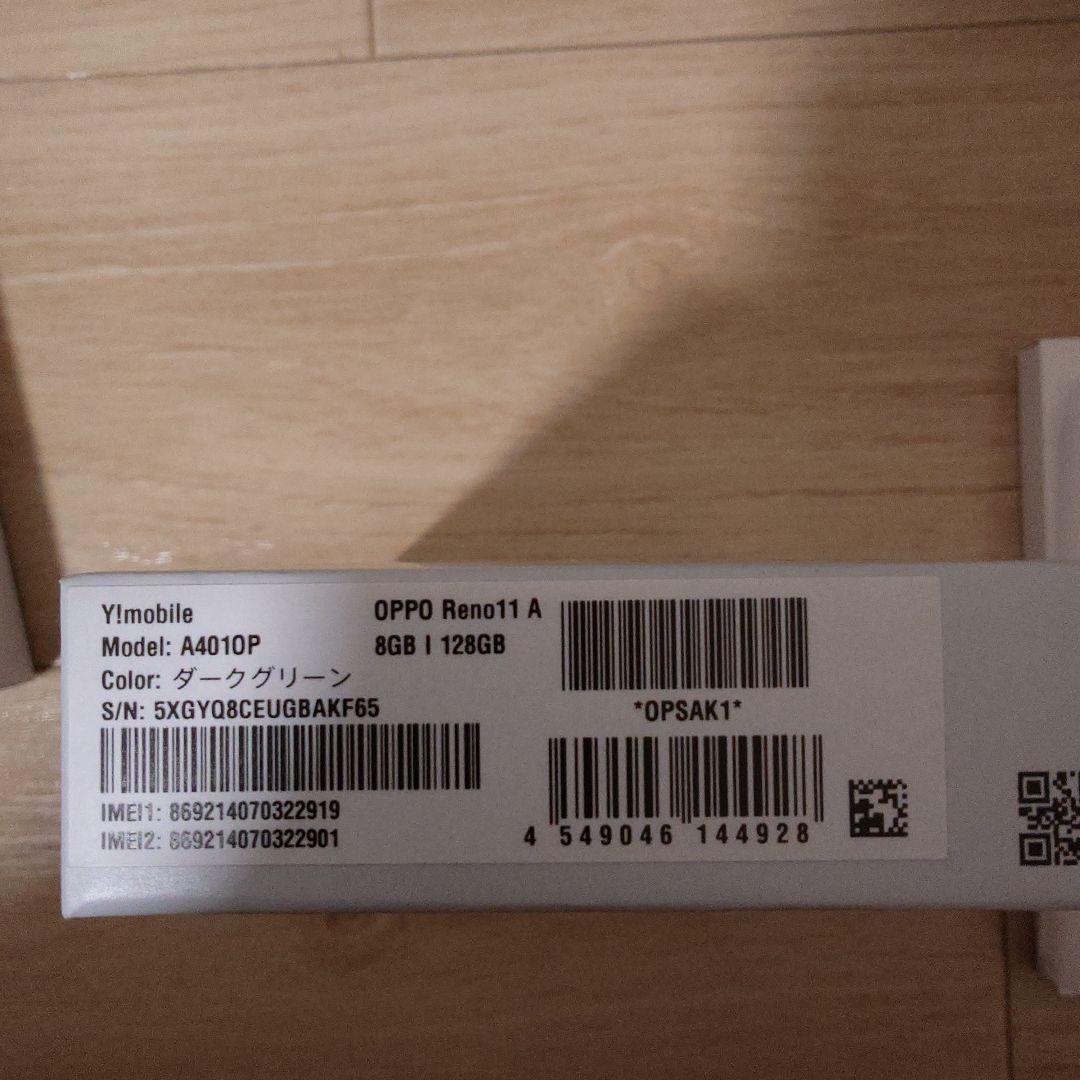 Y!mobile OPPO Reno11 A
Model: A401OP 8GB | 128GB
Color: ダークグリーン
S/N: 5XGYQ8CEUGBAKF65
*OPSAK1*
IMEI1: 869214070322919
IMEI2: 869214070322901
4 549046 144928